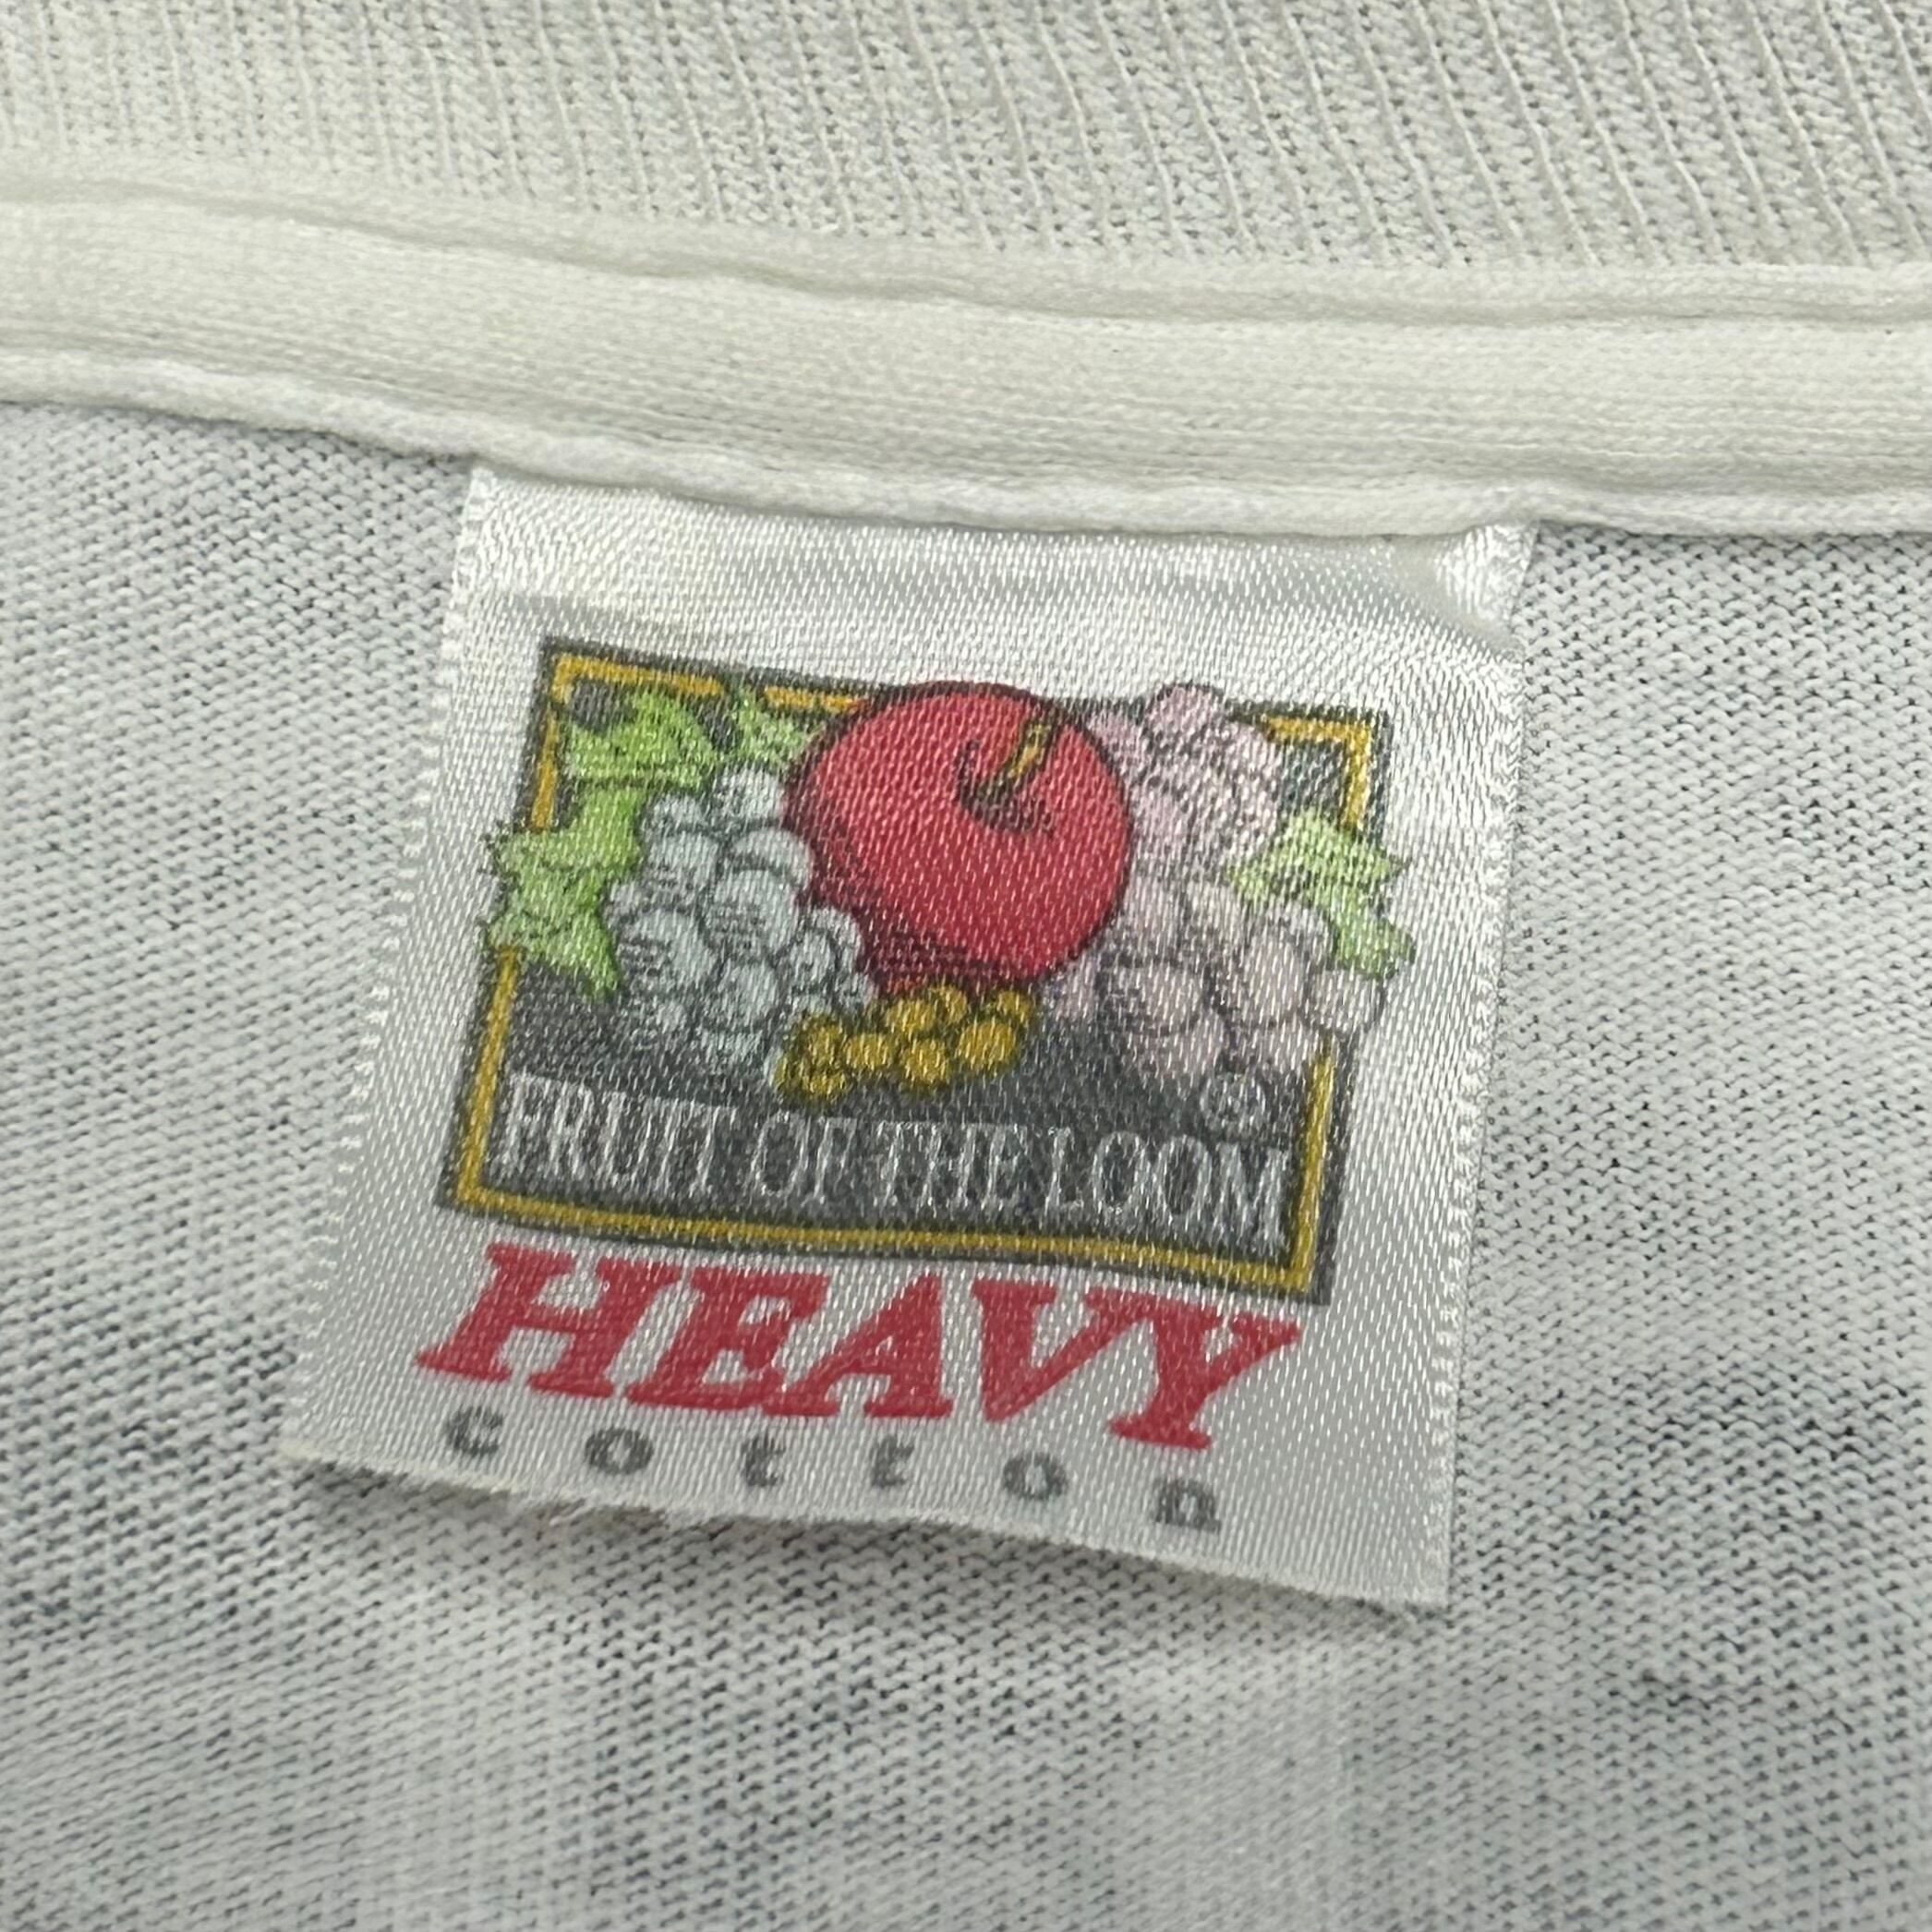 ®
FRUIT OF THE LOOM
HEAVY
cotton